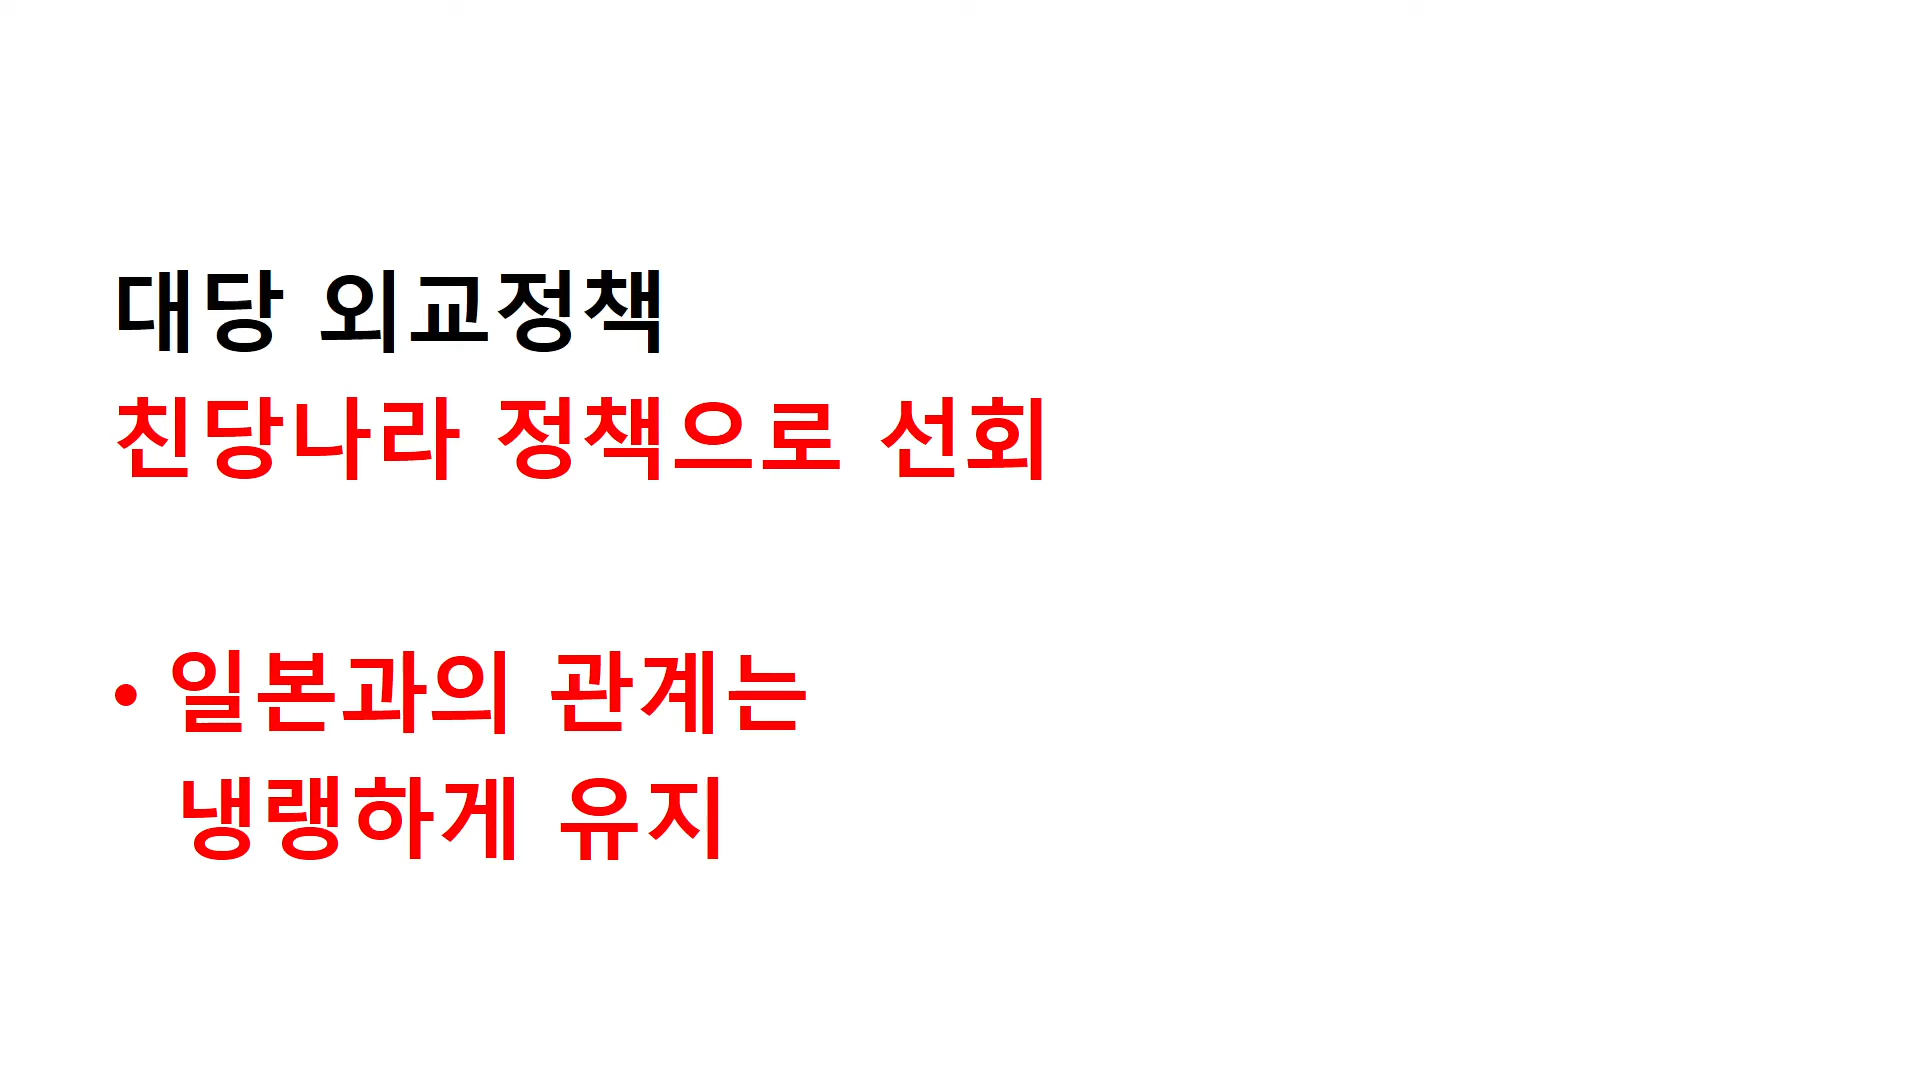 대당 외교정책
친당나라 정책으로 선회
• 일본과의 관계는
냉랭하게 유지